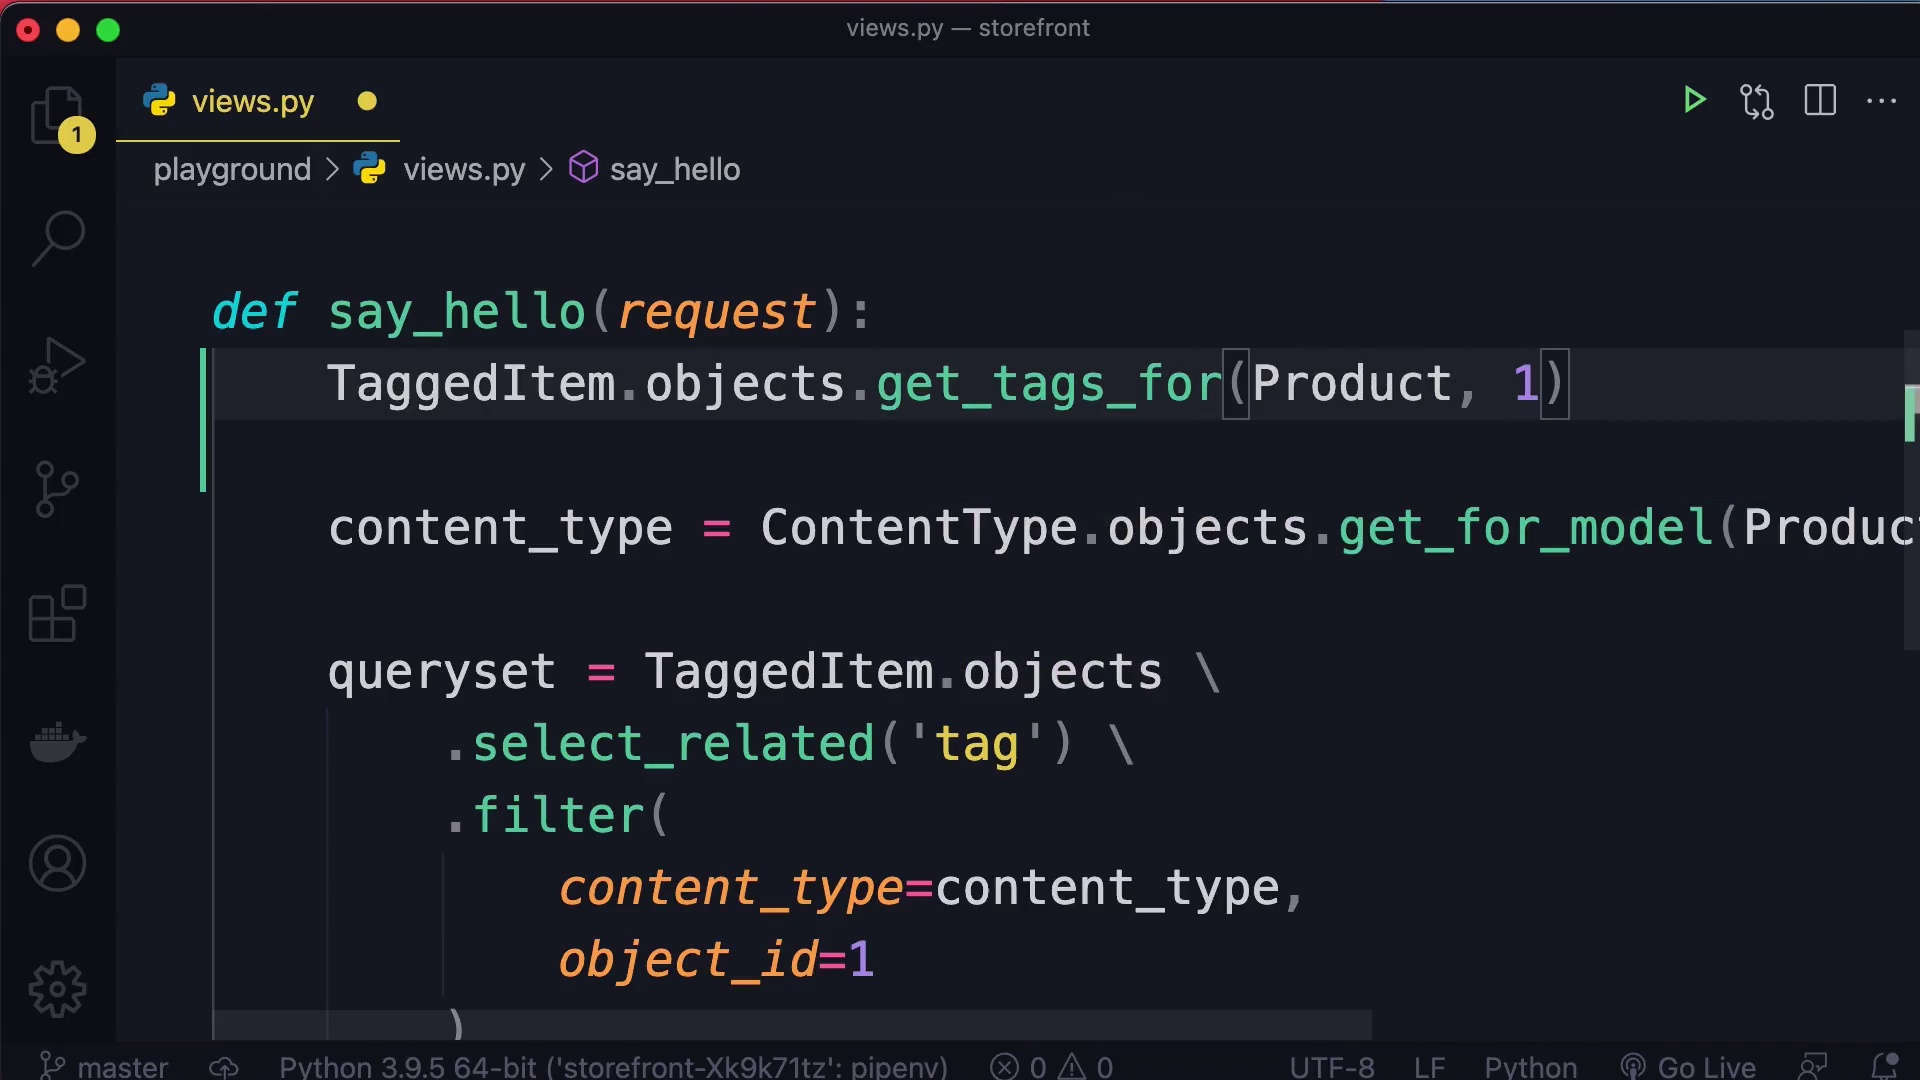 views.py — storefront
views.py
1
playground > views.py > say_hello
def say_hello(request):
TaggedItem.objects.get_tags_for(Product, 1)
content_type = ContentType.objects.get_for_model(Produc
queryset = TaggedItem.objects \
.select_related('tag') \
.filter(
content_type=content_type,
object_id=1
)
master Python 3.9.5 64-bit ('storefront-Xk9k71tz': pipenv) 0 0 UTF-8 LF Python Go Live